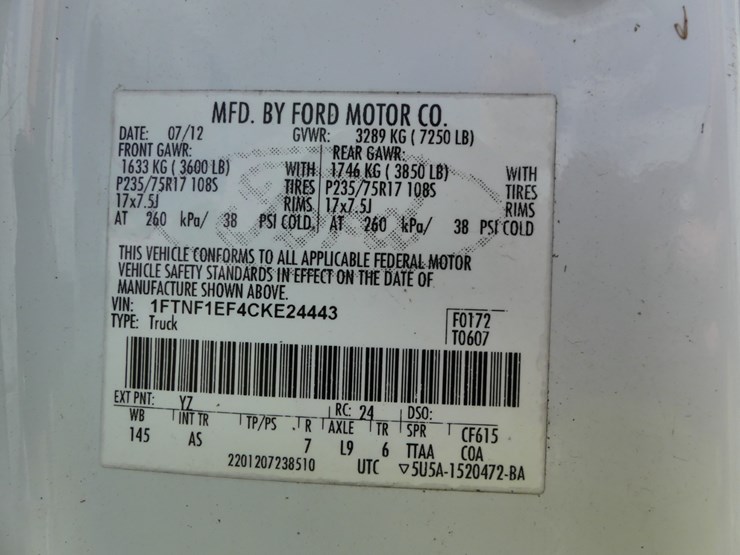 MFD. BY FORD MOTOR CO.
DATE: 07/12 GVWR: 3289 KG ( 7250 LB)
FRONT GAWR: REAR GAWR:
1633 KG ( 3600 LB) WITH 1746 KG ( 3850 LB) WITH
P235/75R17 108S TIRES P235/75R17 108S TIRES
17x7.5J RIMS 17x7.5J RIMS
AT 260 kPa/ 38 PSI COLD AT 260 kPa/ 38 PSI COLD
THIS VEHICLE CONFORMS TO ALL APPLICABLE FEDERAL MOTOR
VEHICLE SAFETY STANDARDS IN EFFECT ON THE DATE OF
MANUFACTURE SHOWN ABOVE.
VIN: 1FTNF1EF4CKE24443 F0172
TYPE: Truck T0607
EXT PNT: YZ RC: 24 DSO:
WB INT TR TP/PS R AXLE TR SPR CF615
145 AS 7 L9 6 TTAA COA
2201207238510 UTC ▽5U5A-1520472-BA